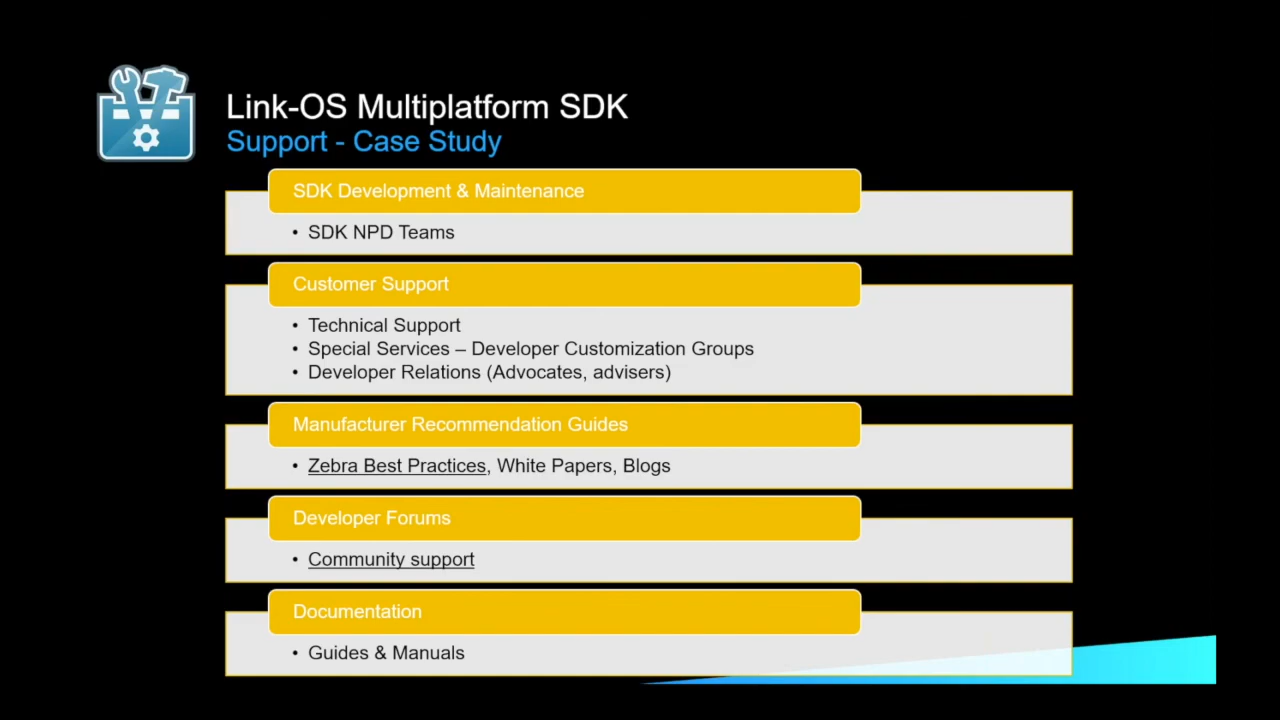 Link-OS Multiplatform SDK
Support - Case Study
SDK Development & Maintenance
• SDK NPD Teams
Customer Support
• Technical Support
• Special Services – Developer Customization Groups
• Developer Relations (Advocates, advisers)
Manufacturer Recommendation Guides
• Zebra Best Practices, White Papers, Blogs
Developer Forums
• Community support
Documentation
• Guides & Manuals